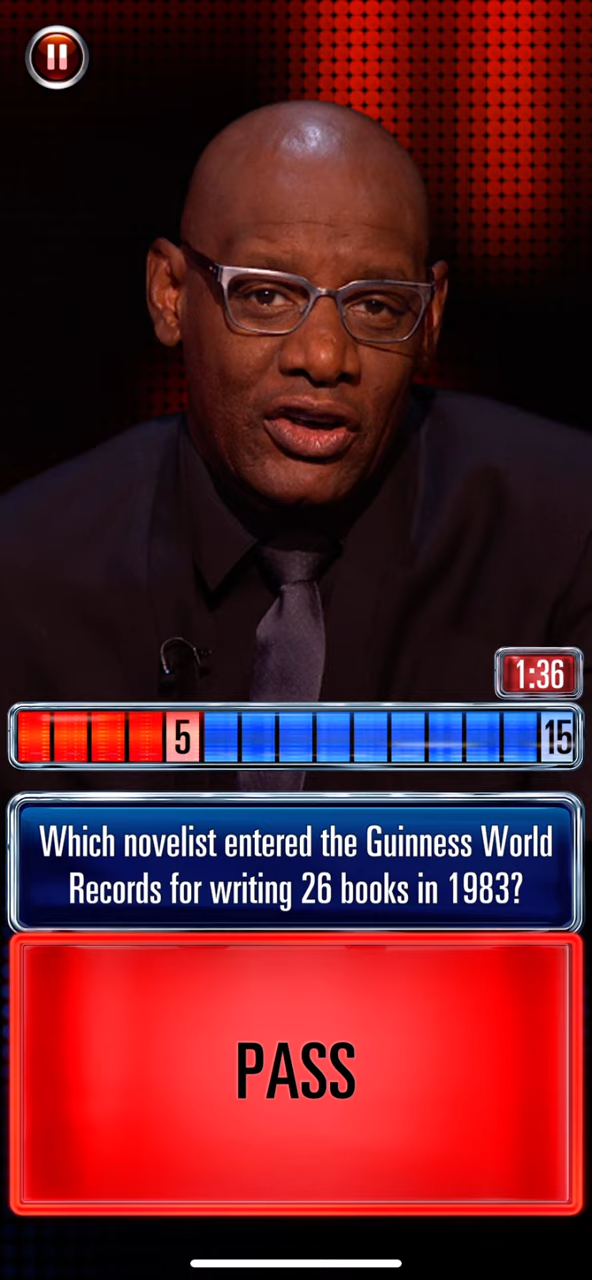 1:36
5
15
Which novelist entered the Guinness World
Records for writing 26 books in 1983?
PASS